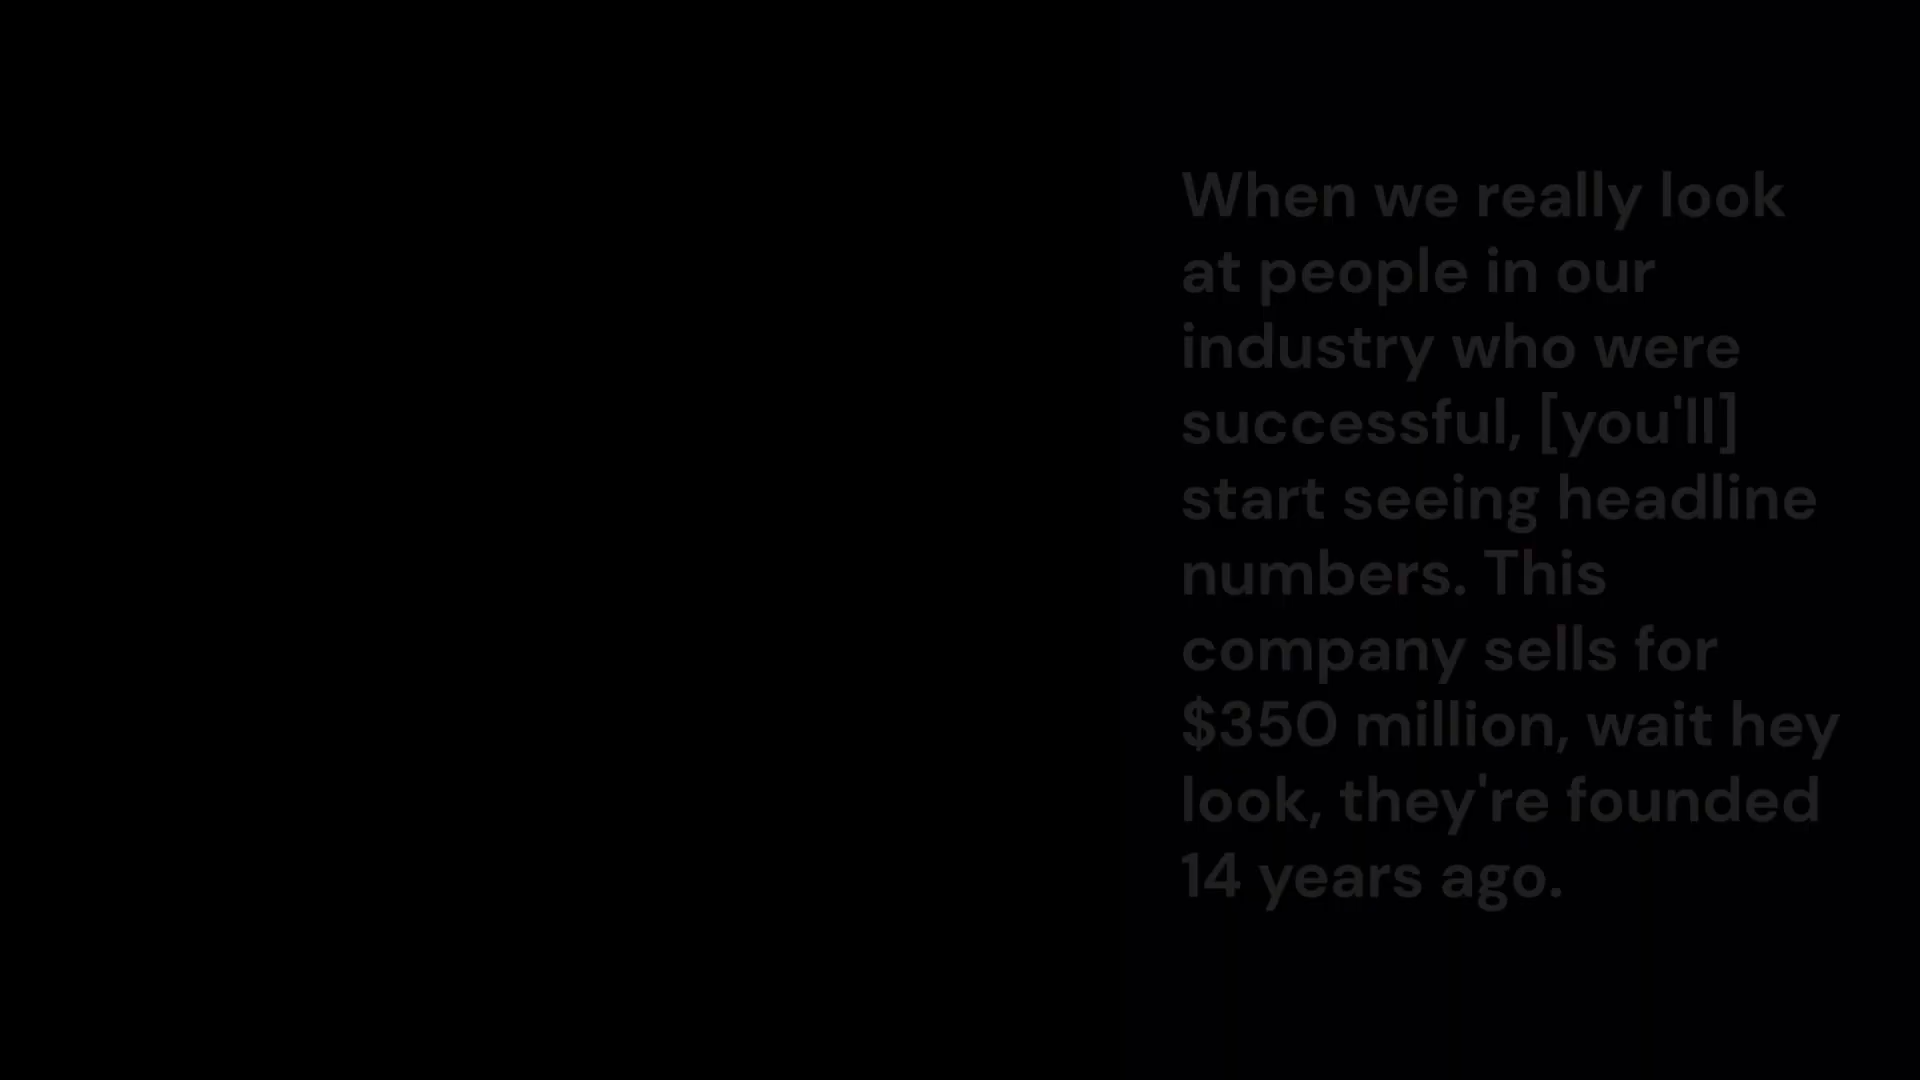 When we really look
at people in our
industry who were
successful, [you'll]
start seeing headline
numbers. This
company sells for
$350 million, wait hey
look, they're founded
14 years ago.